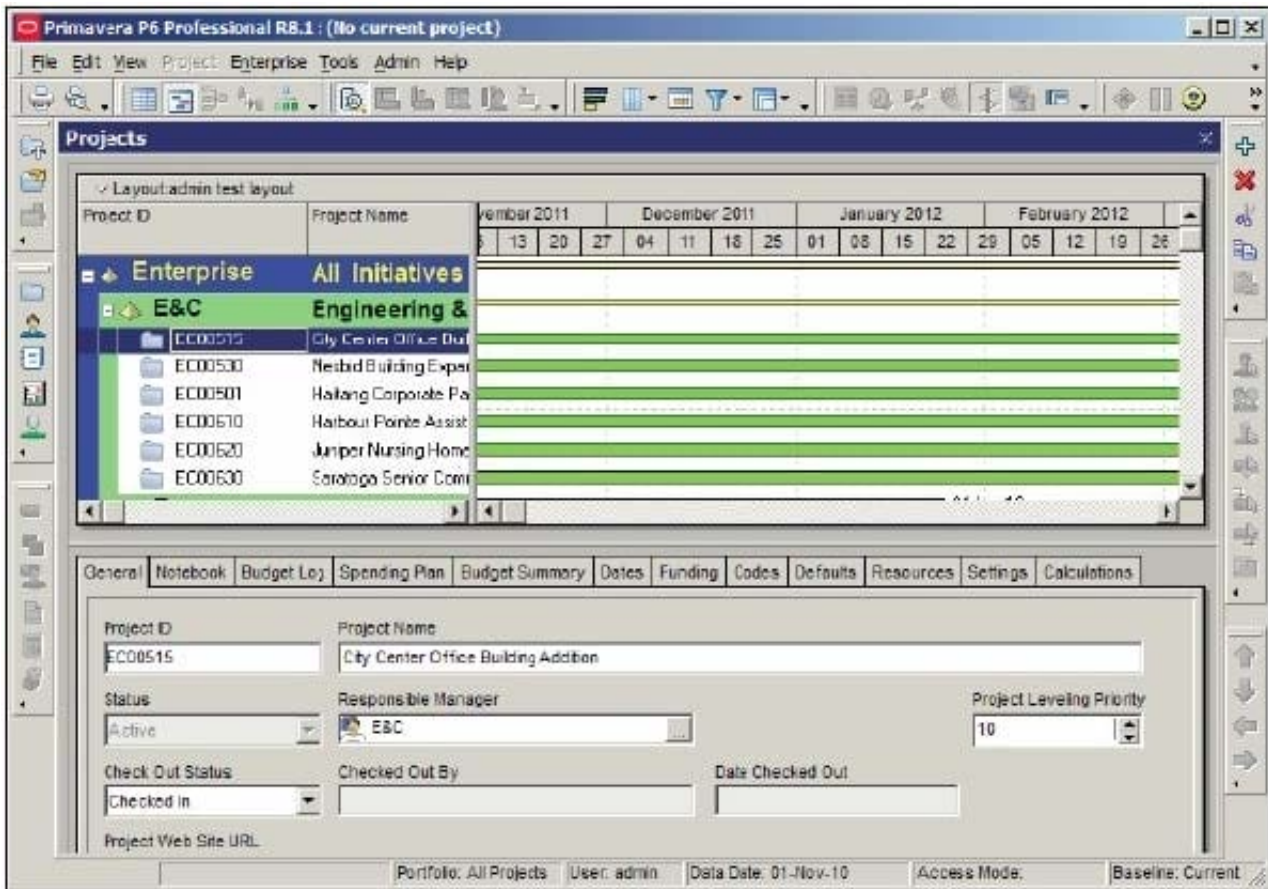 Primavera P6 Professional R8.1 : (No current project)
File Edit View Project Enterprise Tools Admin Help
Projects
Layout: admin test layout
Project ID Project Name vember 2011 December 2011 January 2012 February 2012
13 20 27 04 11 18 25 01 08 15 22 29 05 12 19 26
Enterprise All Initiatives
E&C Engineering &
EC00515 City Center Office Buil
EC00530 Nesbid Building Expan
EC00501 Haitang Corporate Pa
EC00610 Harbour Pointe Assist
EC00620 Juniper Nursing Home
EC00630 Saratoga Senior Comm
General Notebook Budget Log Spending Plan Budget Summary Dates Funding Codes Defaults Resources Settings Calculations
Project ID Project Name
EC00515 City Center Office Building Addition
Status Responsible Manager Project Leveling Priority
Active E&C ... 10
Check Out Status Checked Out By Date Checked Out
Checked in
Project Web Site URL
Portfolio: All Projects User: admin Data Date: 01-Nov-10 Access Mode: Baseline: Current